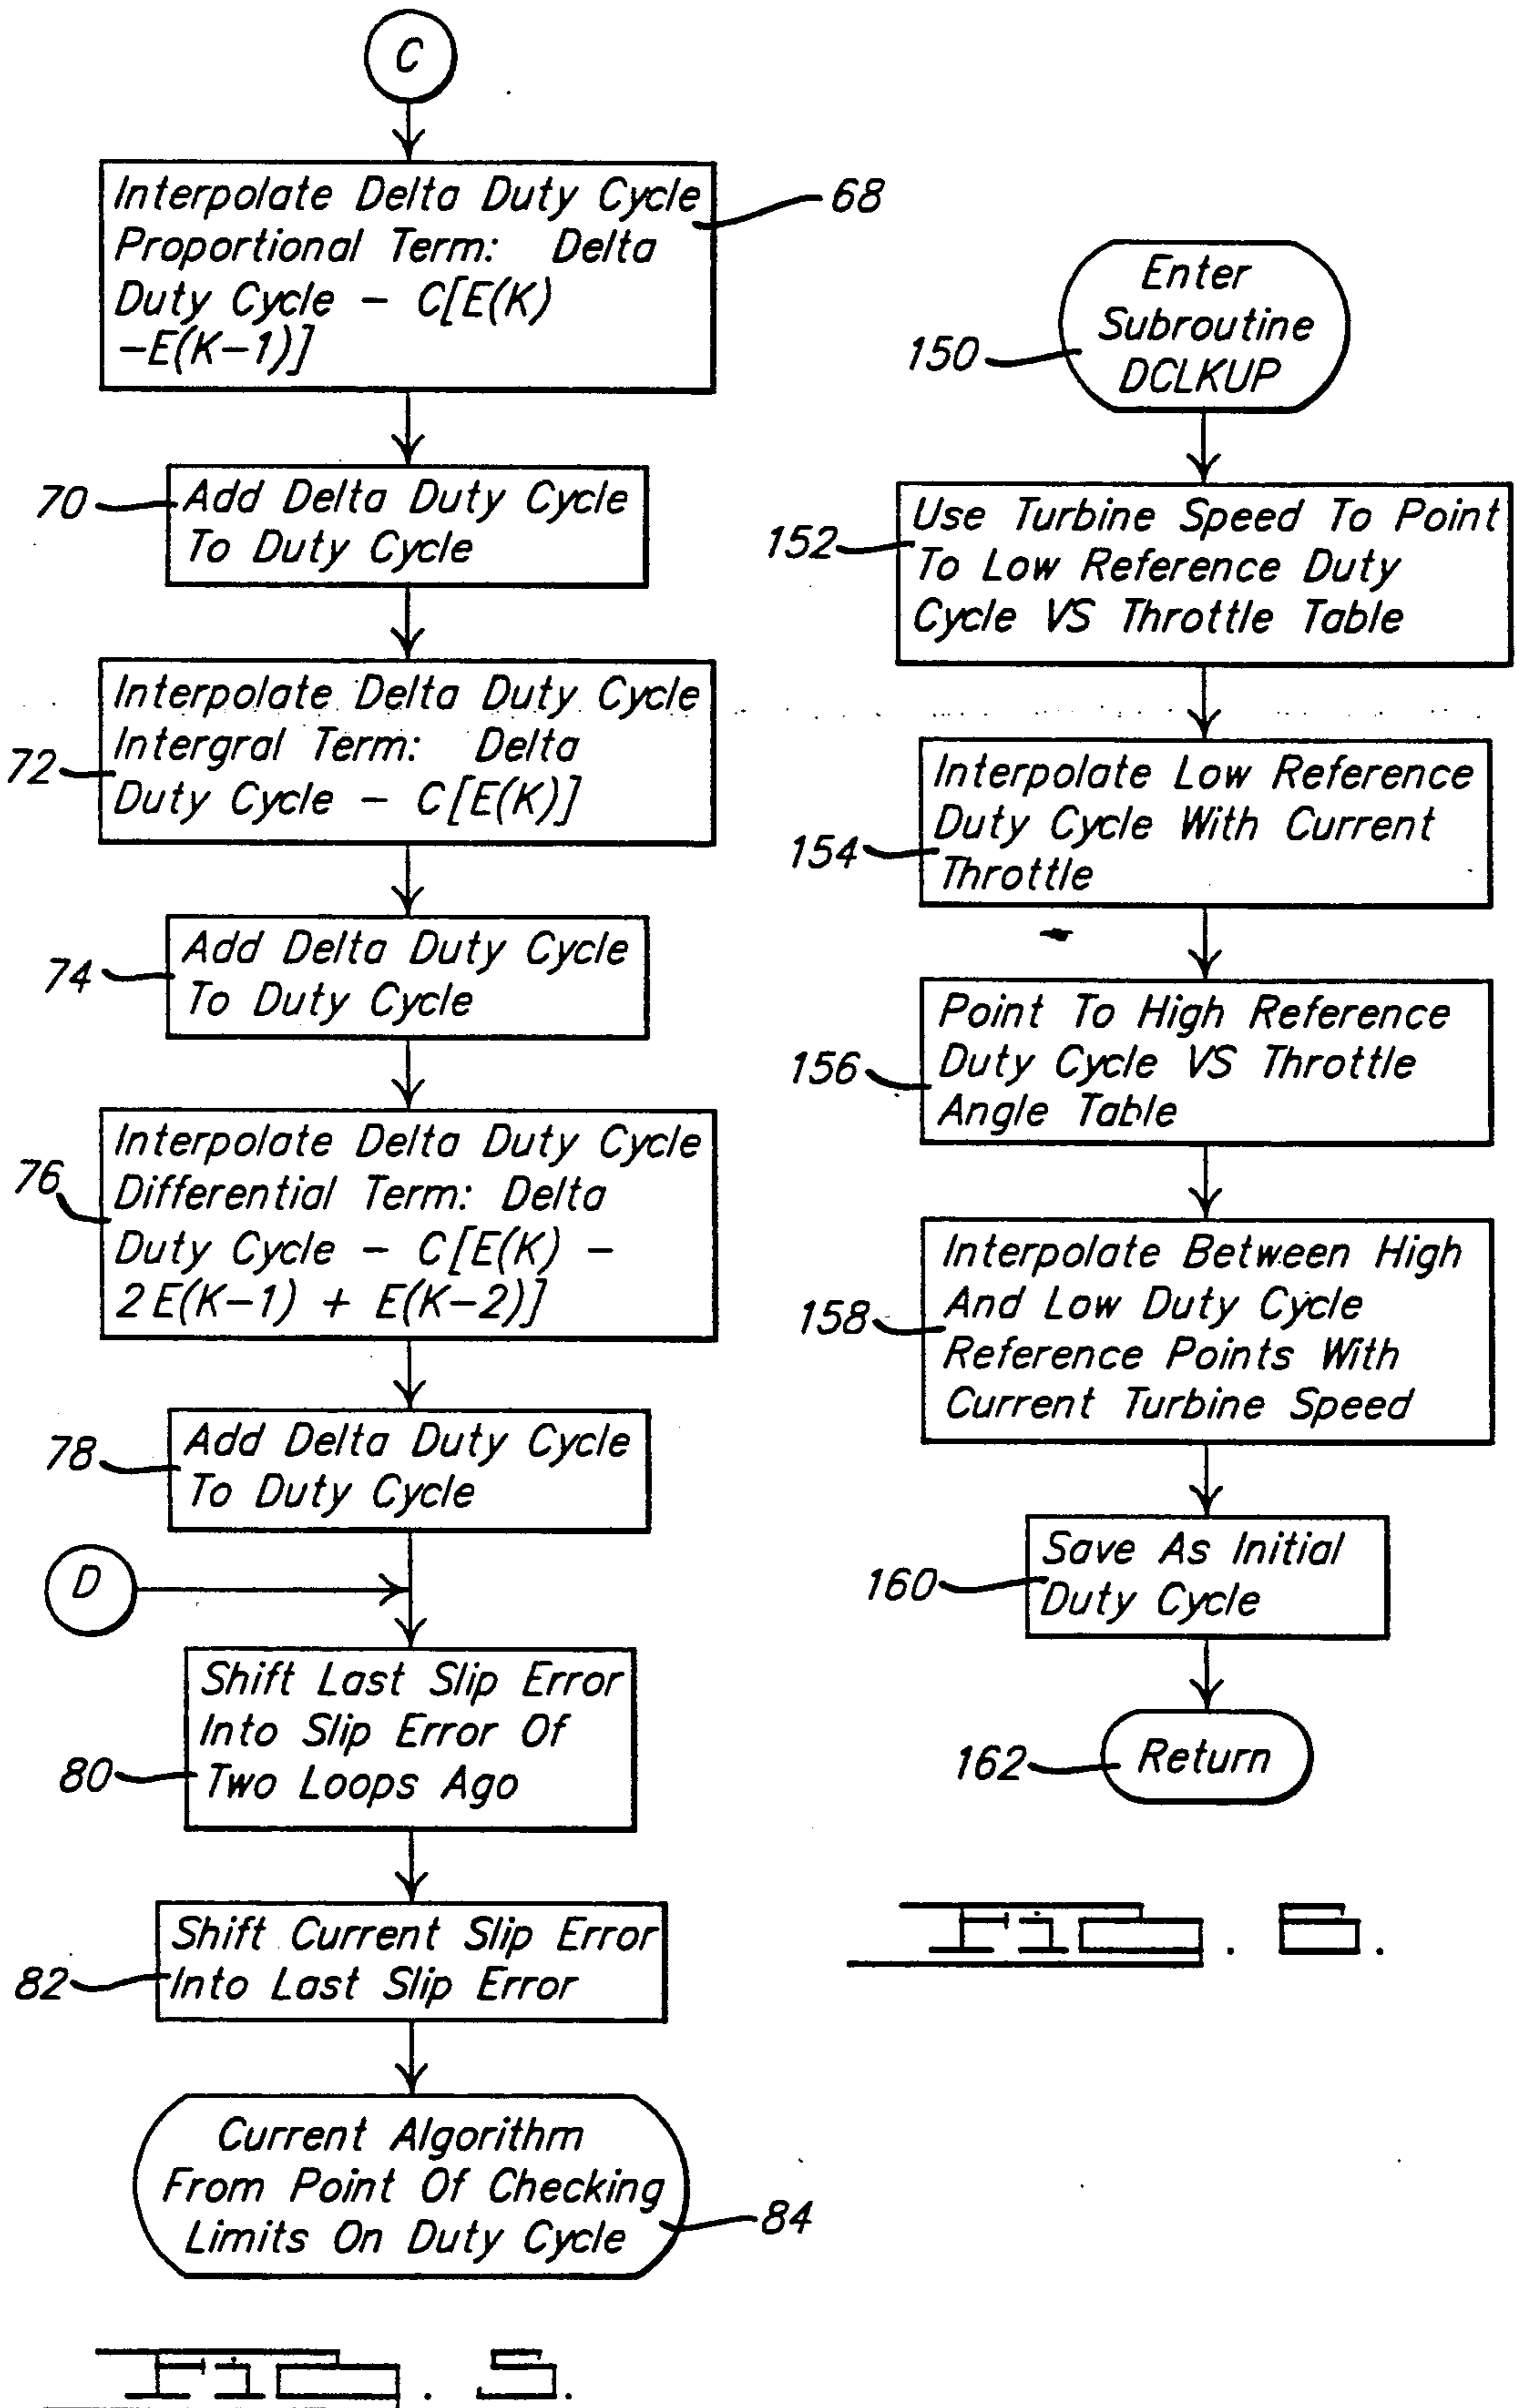 C
Interpolate Delta Duty Cycle
Proportional Term: Delta
Duty Cycle - C[E(K)
-E(K-1)]
68
70
Add Delta Duty Cycle
To Duty Cycle
72
Interpolate Delta Duty Cycle
Intergral Term: Delta
Duty Cycle - C[E(K)]
74
Add Delta Duty Cycle
To Duty Cycle
76
Interpolate Delta Duty Cycle
Differential Term: Delta
Duty Cycle - C[E(K) -
2E(K-1) + E(K-2)]
78
Add Delta Duty Cycle
To Duty Cycle
D
Shift Last Slip Error
Into Slip Error Of
Two Loops Ago
80
Shift Current Slip Error
Into Last Slip Error
82
Current Algorithm
From Point Of Checking
Limits On Duty Cycle
84
Fig. 5.
Enter
Subroutine
DCLKUP
150
152
Use Turbine Speed To Point
To Low Reference Duty
Cycle VS Throttle Table
154
Interpolate Low Reference
Duty Cycle With Current
Throttle
156
Point To High Reference
Duty Cycle VS Throttle
Angle Table
158
Interpolate Between High
And Low Duty Cycle
Reference Points With
Current Turbine Speed
160
Save As Initial
Duty Cycle
162
Return
Fig. 6.